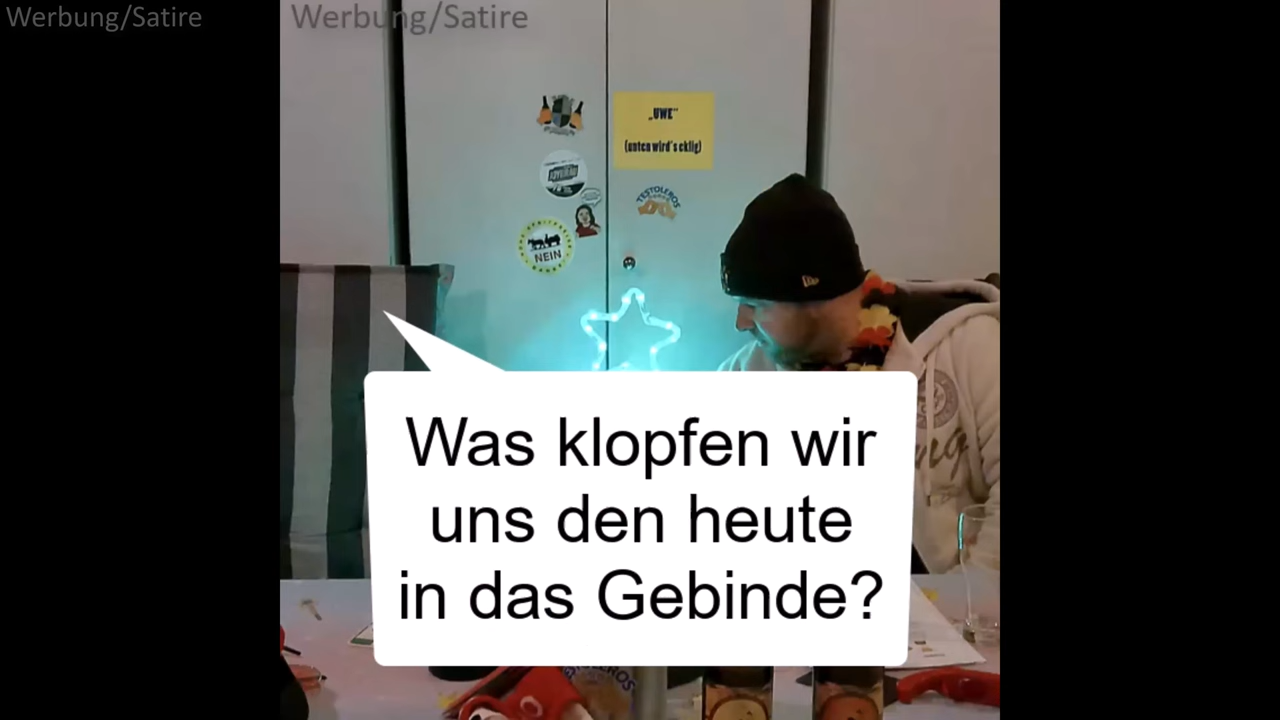 Werbung/Satire
Werbung/Satire
„UWE“
(unten wird's eklig)
TESTOLEROS
NEIN
Was klopfen wir
uns den heute
in das Gebinde?